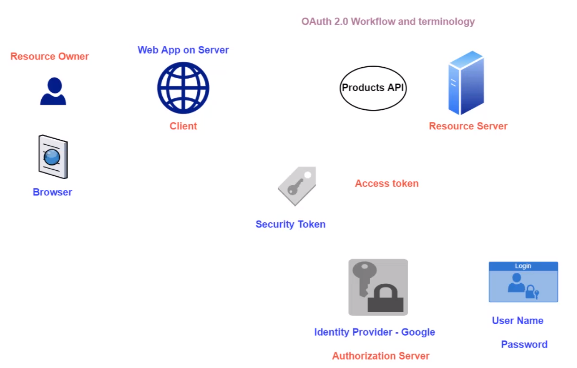 OAuth 2.0 Workflow and terminology
Resource Owner
Web App on Server
Products API
Client
Resource Server
Browser
Access token
Security Token
Login
Identity Provider - Google
User Name
Password
Authorization Server